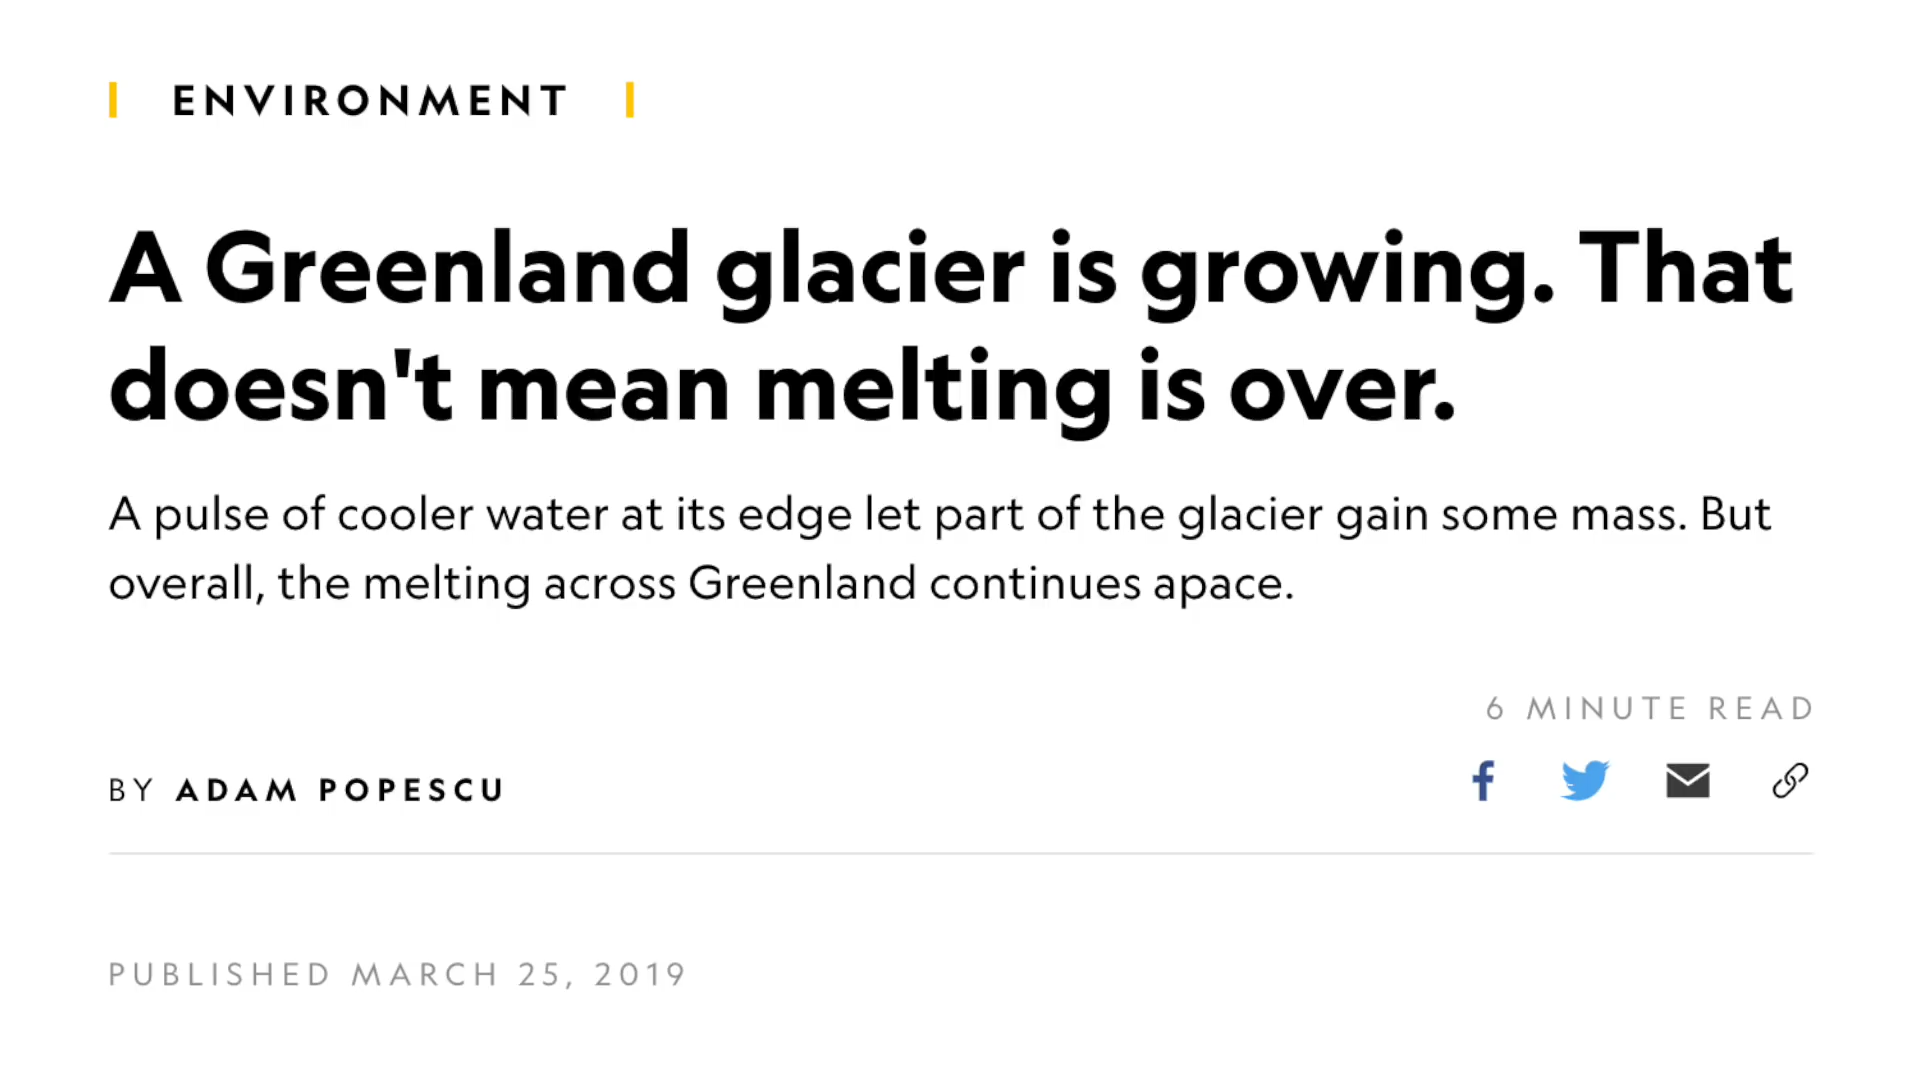 ENVIRONMENT
A Greenland glacier is growing. That
doesn't mean melting is over.
A pulse of cooler water at its edge let part of the glacier gain some mass. But
overall, the melting across Greenland continues apace.
6 MINUTE READ
BY ADAM POPESCU
PUBLISHED MARCH 25, 2019